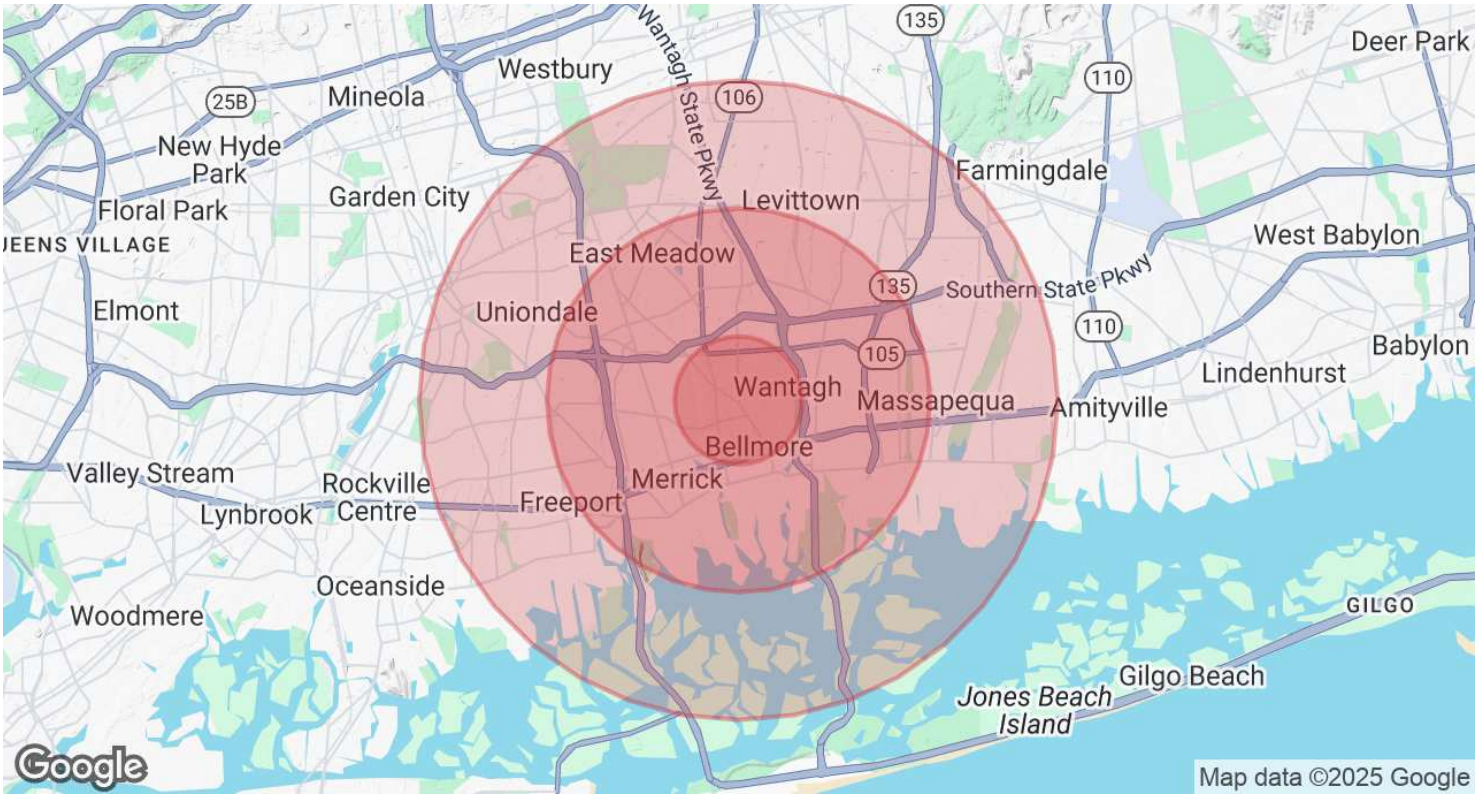 135
Deer Park
Westbury
Wantagh State Pkwy
110
Mineola
25B
106
New Hyde
Park
Farmingdale
Garden City
Levittown
Floral Park
UEENS VILLAGE
West Babylon
East Meadow
135
Southern State Pkwy
Elmont
Uniondale
110
Babylon
105
Lindenhurst
Wantagh
Massapequa
Amityville
Bellmore
Valley Stream
Rockville
Centre
Merrick
Lynbrook
Freeport
Oceanside
Woodmere
GILGO
Gilgo Beach
Jones Beach
Island
Google
Map data ©2025 Google